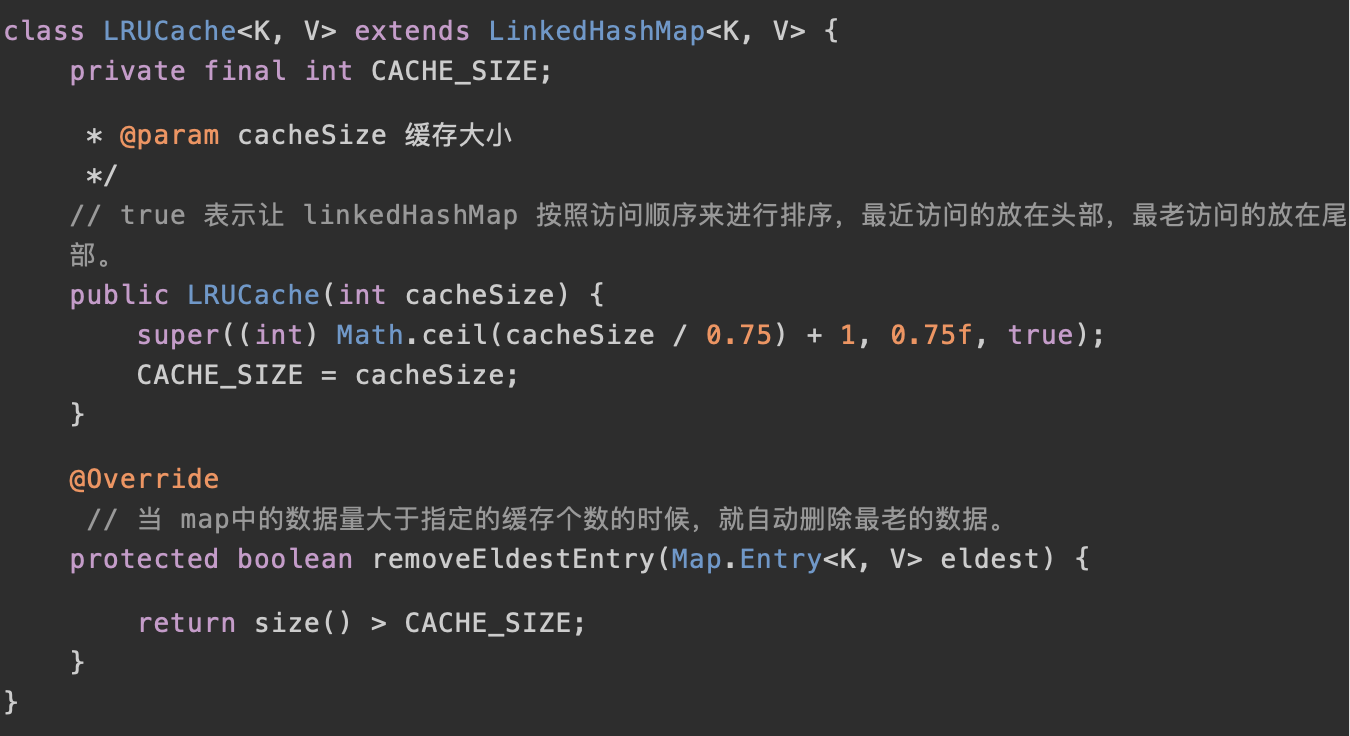 class LRUCache<K, V> extends LinkedHashMap<K, V> {
    private final int CACHE_SIZE;
     * @param cacheSize 缓存大小
     */
    // true 表示让 linkedHashMap 按照访问顺序来进行排序，最近访问的放在头部，最老访问的放在尾
    部。
    public LRUCache(int cacheSize) {
        super((int) Math.ceil(cacheSize / 0.75) + 1, 0.75f, true);
        CACHE_SIZE = cacheSize;
    }
    @Override
     // 当 map中的数据量大于指定的缓存个数的时候，就自动删除最老的数据。
    protected boolean removeEldestEntry(Map.Entry<K, V> eldest) {
        return size() > CACHE_SIZE;
    }
}